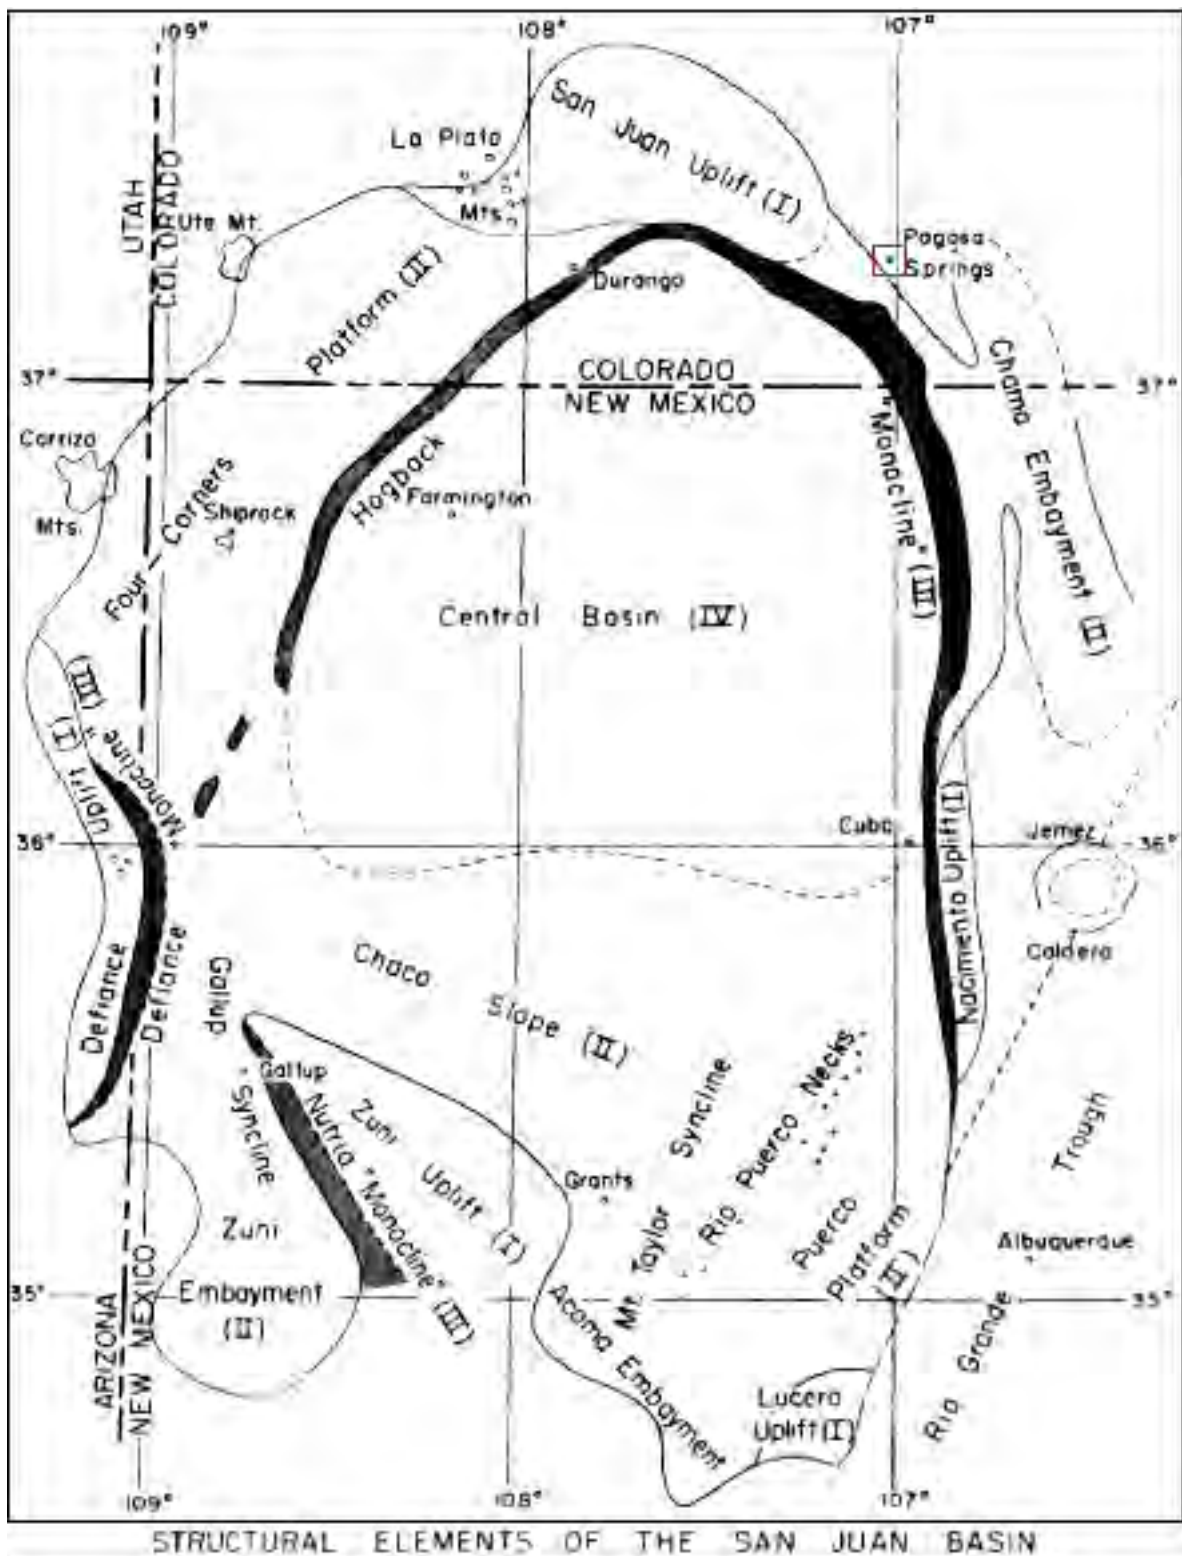 109°
108°
107°
San Juan Uplift (I)
La Plata
Mts.
UTAH
COLORADO
Ute Mt.
Pagosa
Springs
Durango
Platform (II)
37°
COLORADO
NEW MEXICO
37°
Chama Embayment (II)
Carrizo
Mts.
Four Corners
Shiprock
Hogback
Farmington
"Monocline" (III)
Central Basin (IV)
Defiance Uplift (I)
Defiance "Monocline" (III)
36°
Cuba
Jemez
36°
Caldera
Nacimiento Uplift (I)
Chaco
Slope (II)
Gallup
Gallup
Syncline
Nutria "Monocline" (III)
Zuni
Uplift (I)
Grants
Mt. Taylor Syncline
Rio Puerco Necks
Puerco
Platform
(II)
Trough
Albuquerque
Zuni
Embayment
(II)
35°
35°
ARIZONA
NEW MEXICO
Acoma Embayment
Lucero
Uplift (I)
Rio Grande
109°
108°
107°
STRUCTURAL ELEMENTS OF THE SAN JUAN BASIN